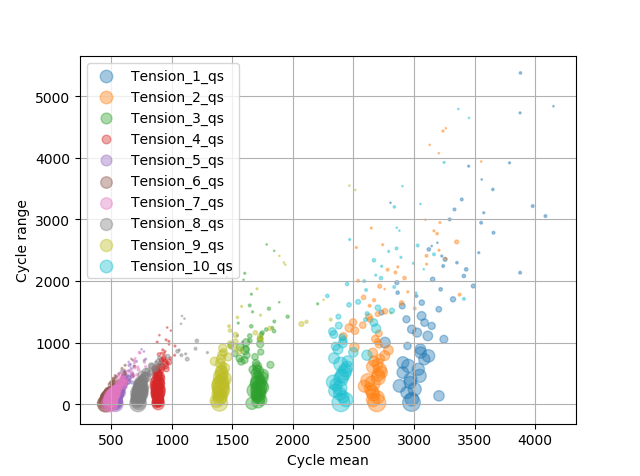 Cycle range
5000
4000
3000
2000
1000
0
Tension_1_qs
Tension_2_qs
Tension_3_qs
Tension_4_qs
Tension_5_qs
Tension_6_qs
Tension_7_qs
Tension_8_qs
Tension_9_qs
Tension_10_qs
500 1000 1500 2000 2500 3000 3500 4000
Cycle mean